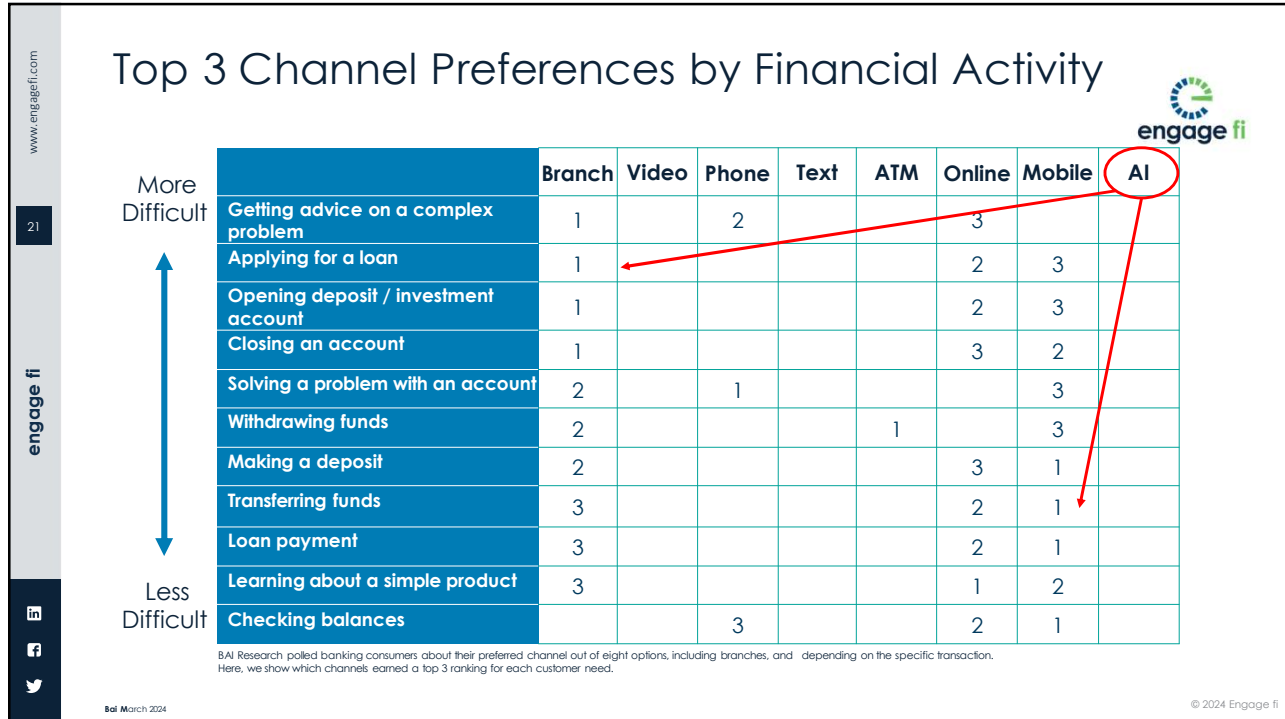 www.engagefi.com
21
engage fi
Top 3 Channel Preferences by Financial Activity
engage fi
More
Difficult
Less
Difficult
Branch Video Phone Text ATM Online Mobile AI
Getting advice on a complex
problem 1 2 3
Applying for a loan 1 2 3
Opening deposit / investment
account 1 2 3
Closing an account 1 3 2
Solving a problem with an account 2 1 3
Withdrawing funds 2 1 3
Making a deposit 2 3 1
Transferring funds 3 2 1
Loan payment 3 2 1
Learning about a simple product 3 1 2
Checking balances 3 2 1
BAI Research polled banking consumers about their preferred channel out of eight options, including branches, and depending on the specific transaction.
Here, we show which channels earned a top 3 ranking for each customer need.
Bai March 2024
© 2024 Engage fi